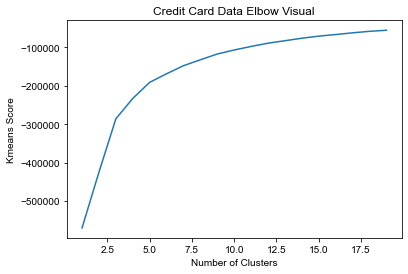 Credit Card Data Elbow Visual
Kmeans Score
−100000
−200000
−300000
−400000
−500000
2.5 5.0 7.5 10.0 12.5 15.0 17.5
Number of Clusters